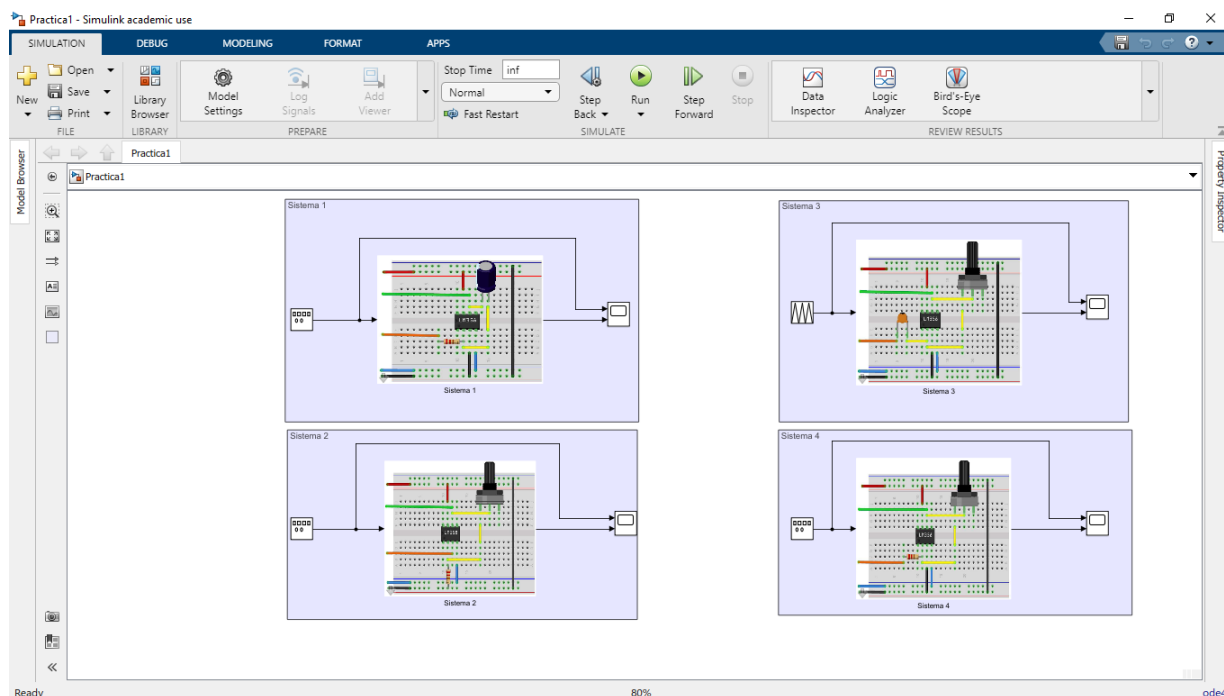 Practica1 - Simulink academic use
SIMULATION DEBUG MODELING FORMAT APPS
New
Open
Save
Print
FILE
Library
Browser
LIBRARY
Model
Settings
Log
Signals
Add
Viewer
PREPARE
Stop Time inf
Normal
Fast Restart
Step
Back
Run
Step
Forward
Stop
SIMULATE
Data
Inspector
Logic
Analyzer
Bird's-Eye
Scope
REVIEW RESULTS
Model Browser
Practica1
Practica1
Property Inspector
Sistema 1
Sistema 1
Sistema 3
Sistema 3
Sistema 2
Sistema 2
Sistema 4
Sistema 4
Ready 80% ode4